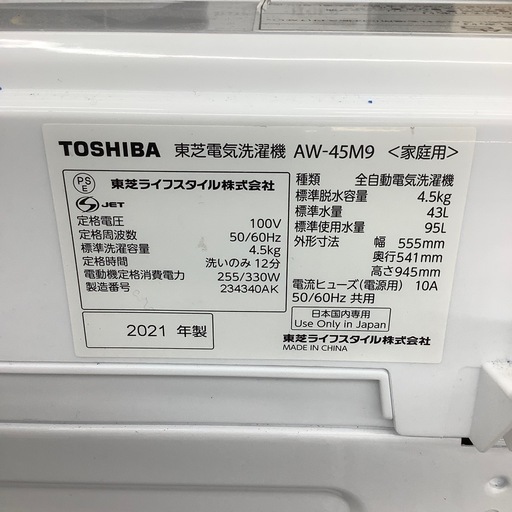 TOSHIBA 東芝電気洗濯機 AW-45M9 <家庭用>
PS
E
東芝ライフスタイル株式会社
S JET
定格電圧 100V
定格周波数 50/60Hz
標準洗濯容量 4.5kg
定格時間 洗いのみ 12分
電動機定格消費電力 255/330W
製造番号 234340AK
2021 年製
種類 全自動電気洗濯機
標準脱水容量 4.5kg
標準水量 43L
標準使用水量 95L
外形寸法 幅 555mm
奥行541mm
高さ945mm
電流ヒューズ(電源用) 10A
50/60Hz 共用
日本国内専用
Use Only in Japan
東芝ライフスタイル株式会社
MADE IN CHINA